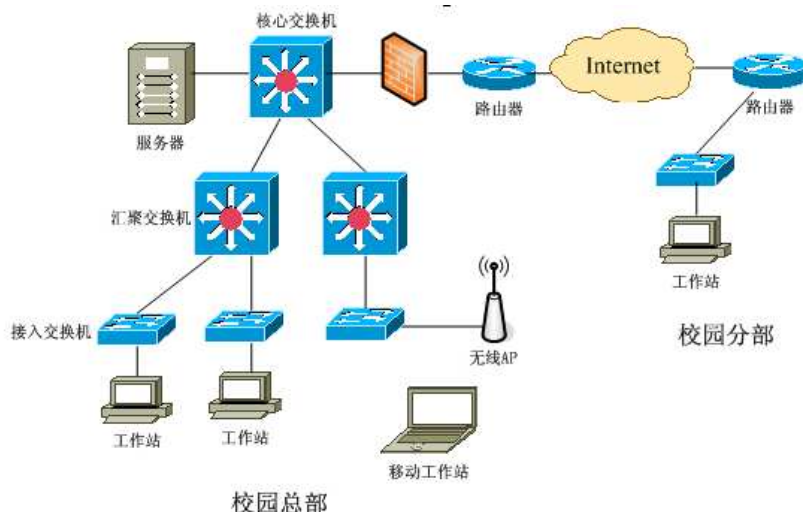 核心交换机
Internet
服务器
路由器
路由器
汇聚交换机
工作站
接入交换机
无线AP
校园分部
工作站
工作站
移动工作站
校园总部